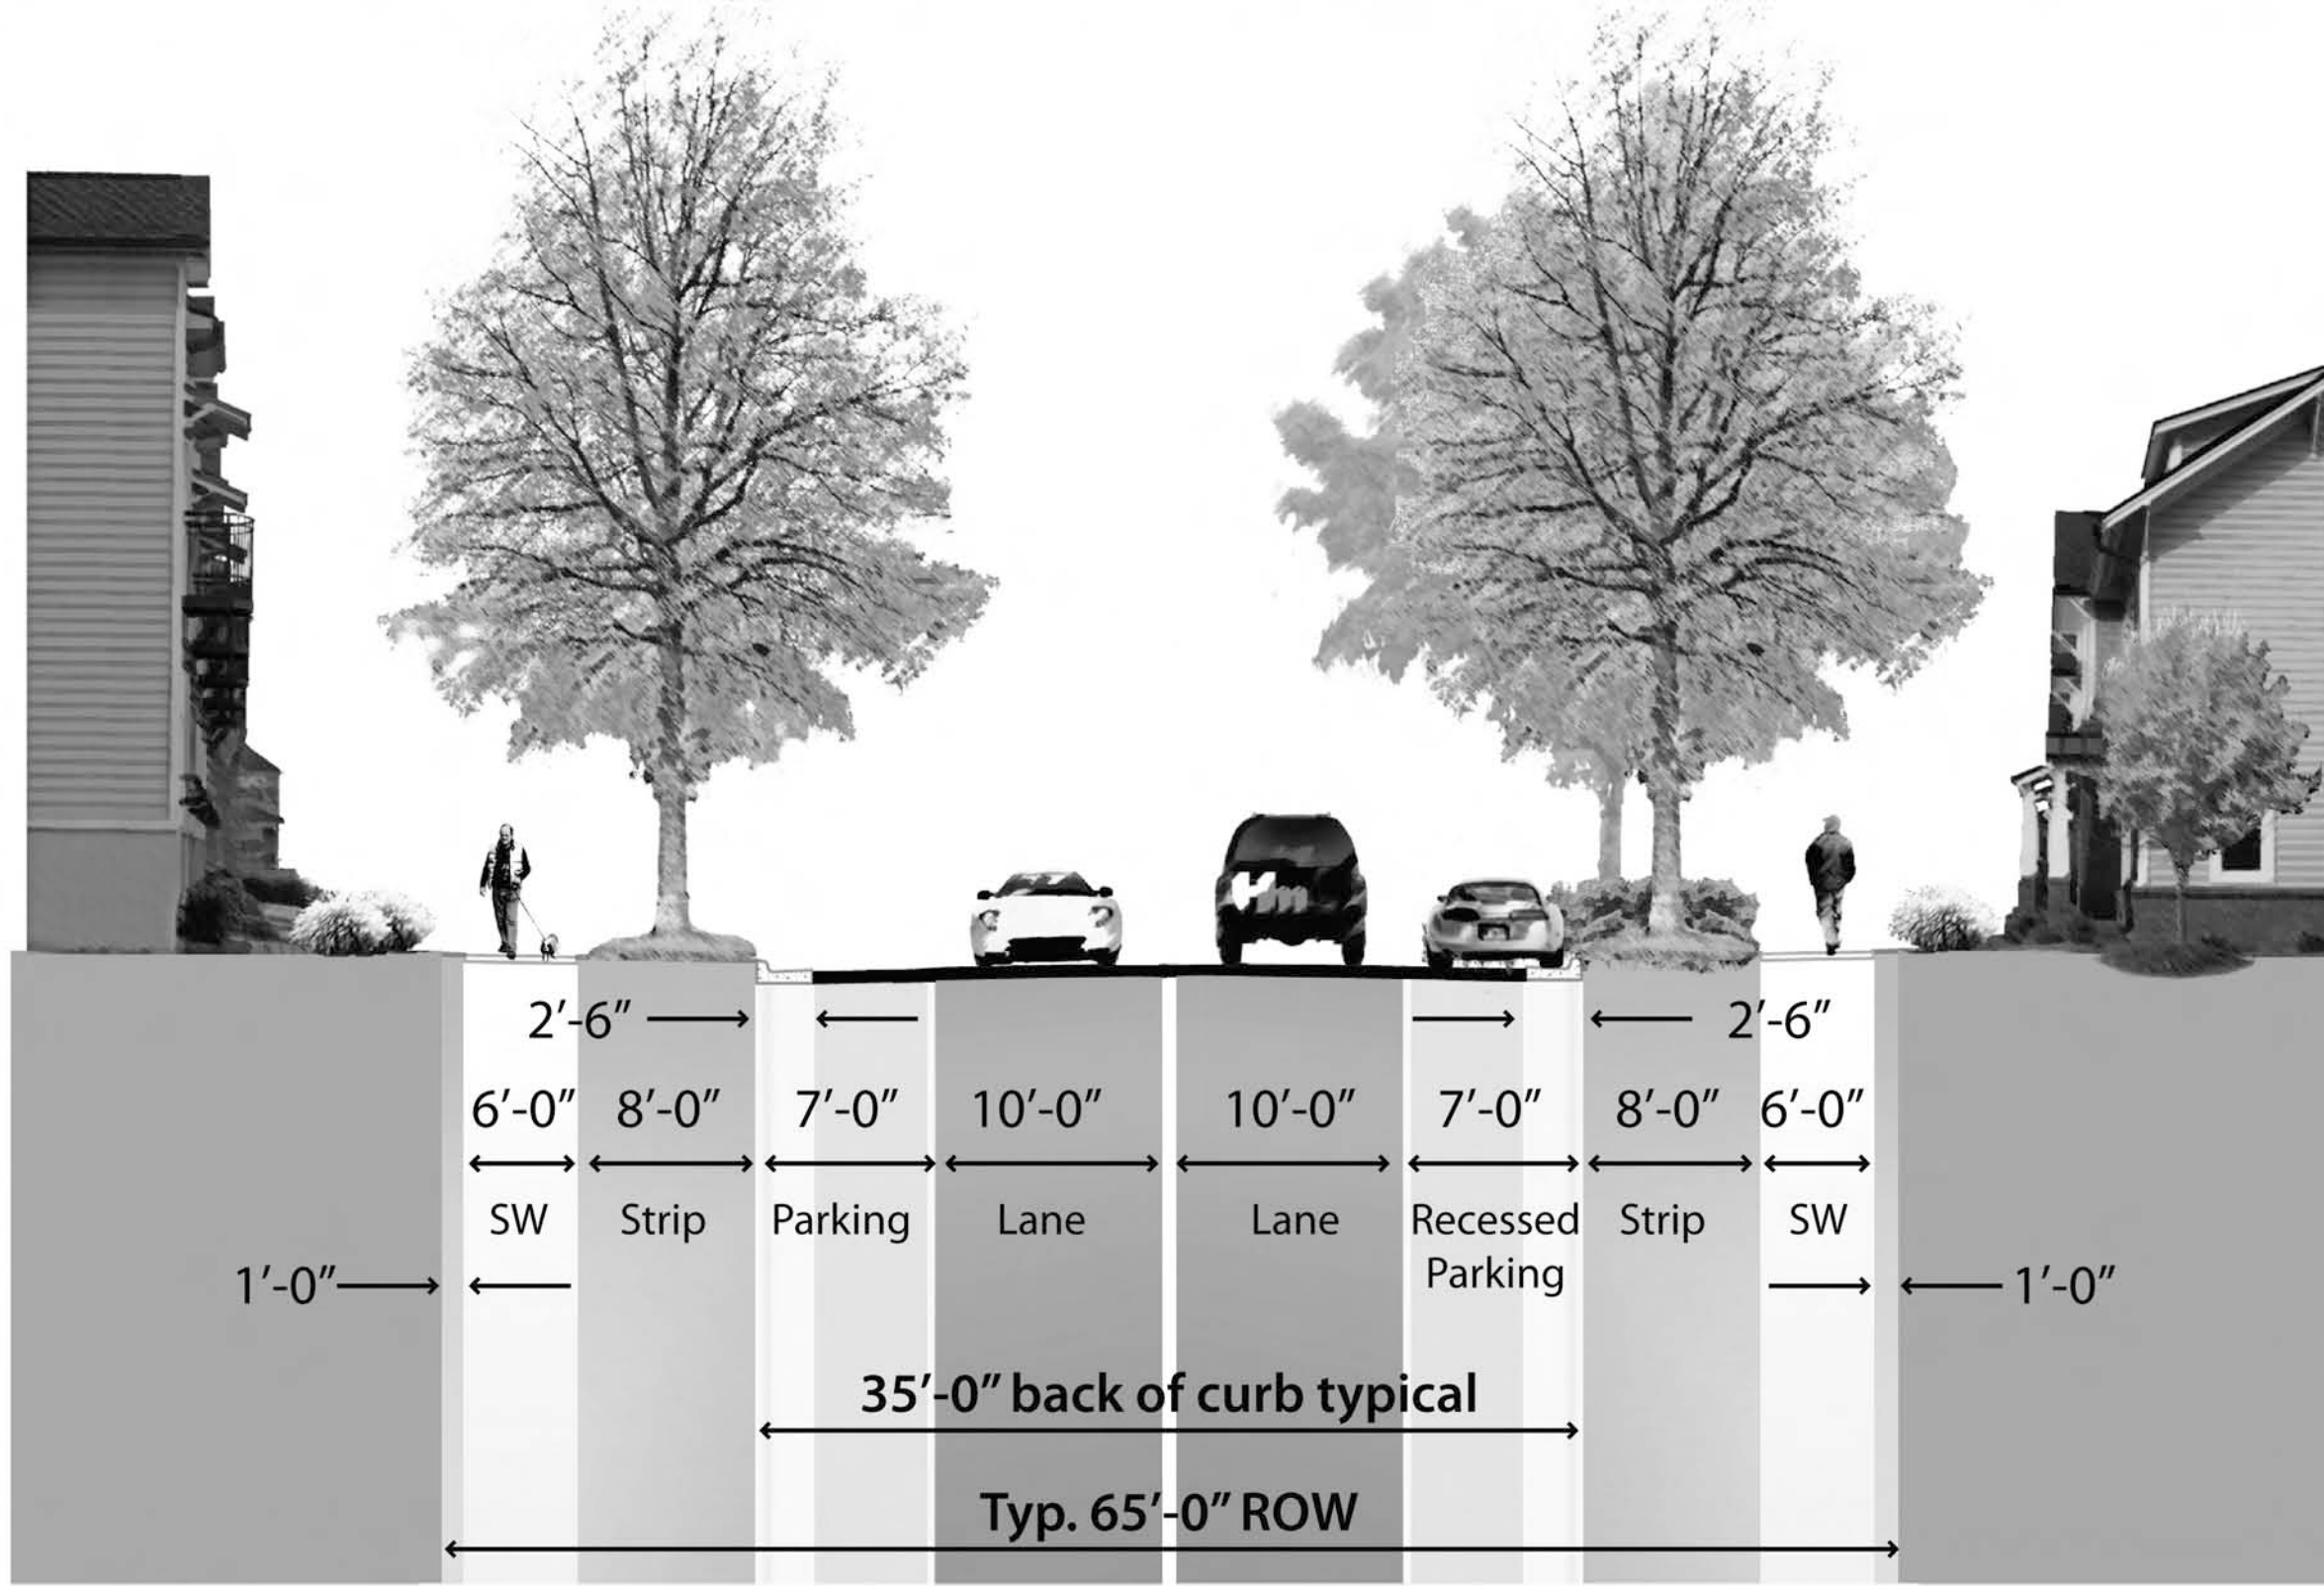 2′-6″ 2′-6″
6′-0″ 8′-0″ 7′-0″ 10′-0″ 10′-0″ 7′-0″ 8′-0″ 6′-0″
SW Strip Parking Lane Lane Recessed Strip SW
Parking
1′-0″ 1′-0″
35′-0″ back of curb typical
Typ. 65′-0″ ROW